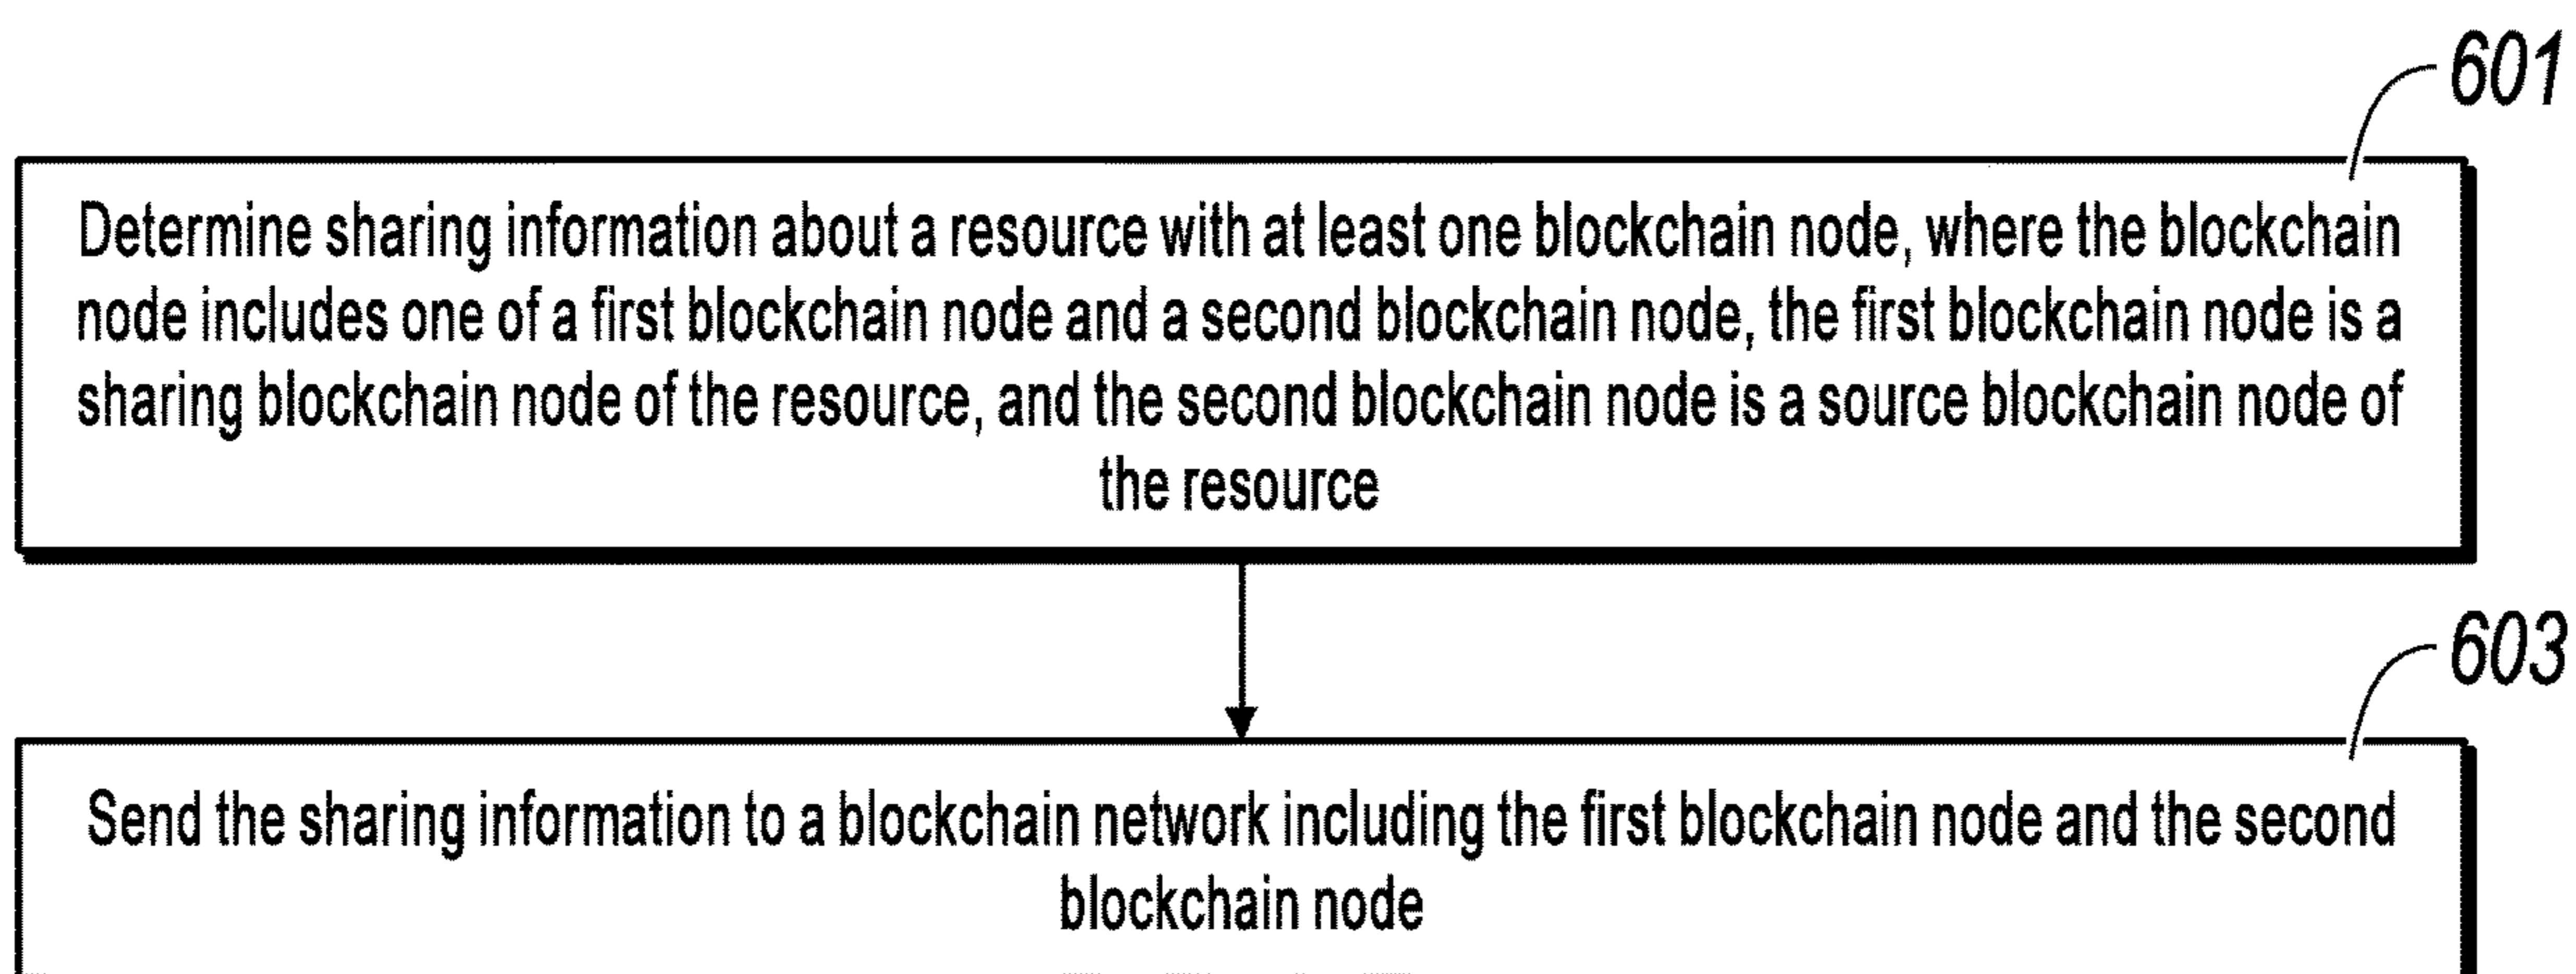 601
Determine sharing information about a resource with at least one blockchain node, where the blockchain
node includes one of a first blockchain node and a second blockchain node, the first blockchain node is a
sharing blockchain node of the resource, and the second blockchain node is a source blockchain node of
the resource
603
Send the sharing information to a blockchain network including the first blockchain node and the second
blockchain node